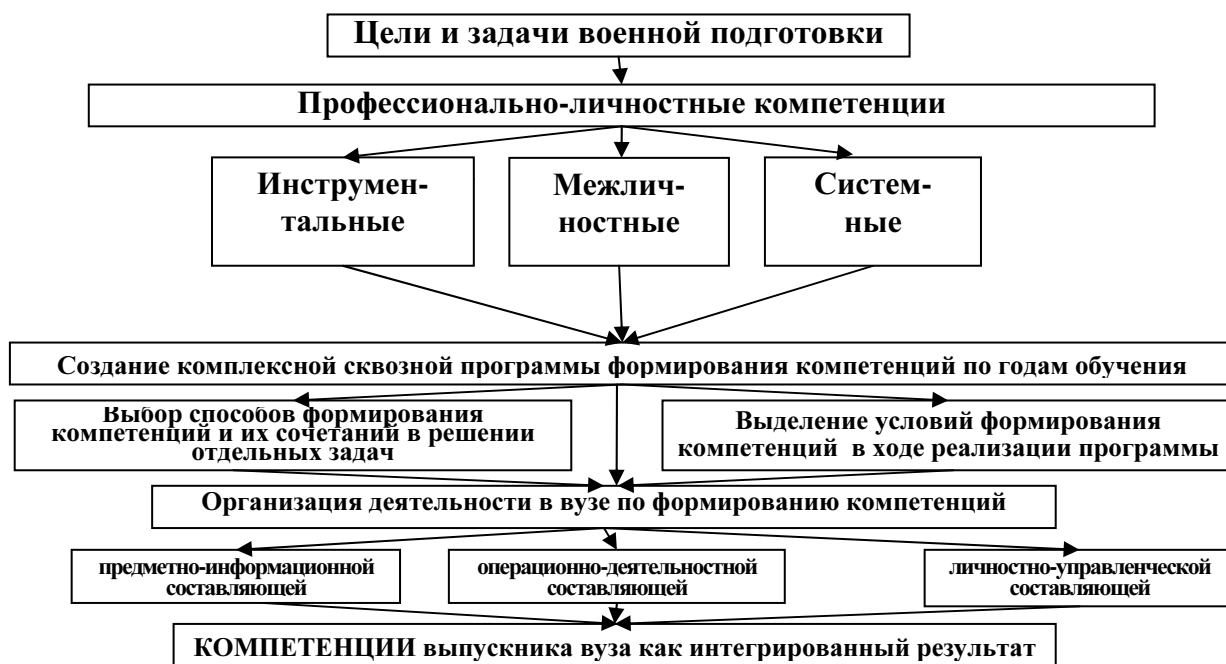 Цели и задачи военной подготовки
Профессионально-личностные компетенции
Инструмен-
тальные
Межлич-
ностные
Систем-
ные
Создание комплексной сквозной программы формирования компетенций по годам обучения
Выбор способов формирования
компетенций и их сочетаний в решении
отдельных задач
Выделение условий формирования
компетенций в ходе реализации программы
Организация деятельности в вузе по формированию компетенций
предметно-информационной
составляющей
операционно-деятельностной
составляющей
личностно-управленческой
составляющей
КОМПЕТЕНЦИИ выпускника вуза как интегрированный результат